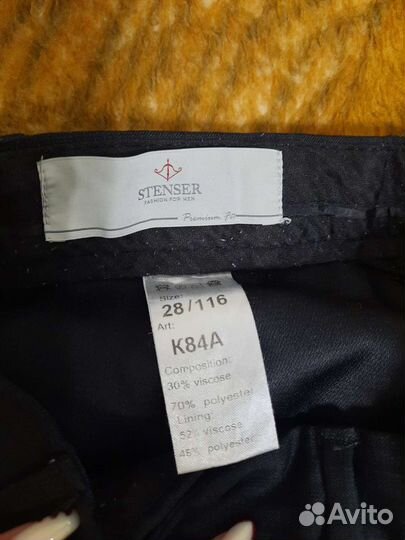 STENSER
FASHION FOR MEN
Premium Fit
Size:
28/116
Art:
K84A
Composition:
30% viscose
70% polyester
Lining:
52% viscose
48% polyester
Avito